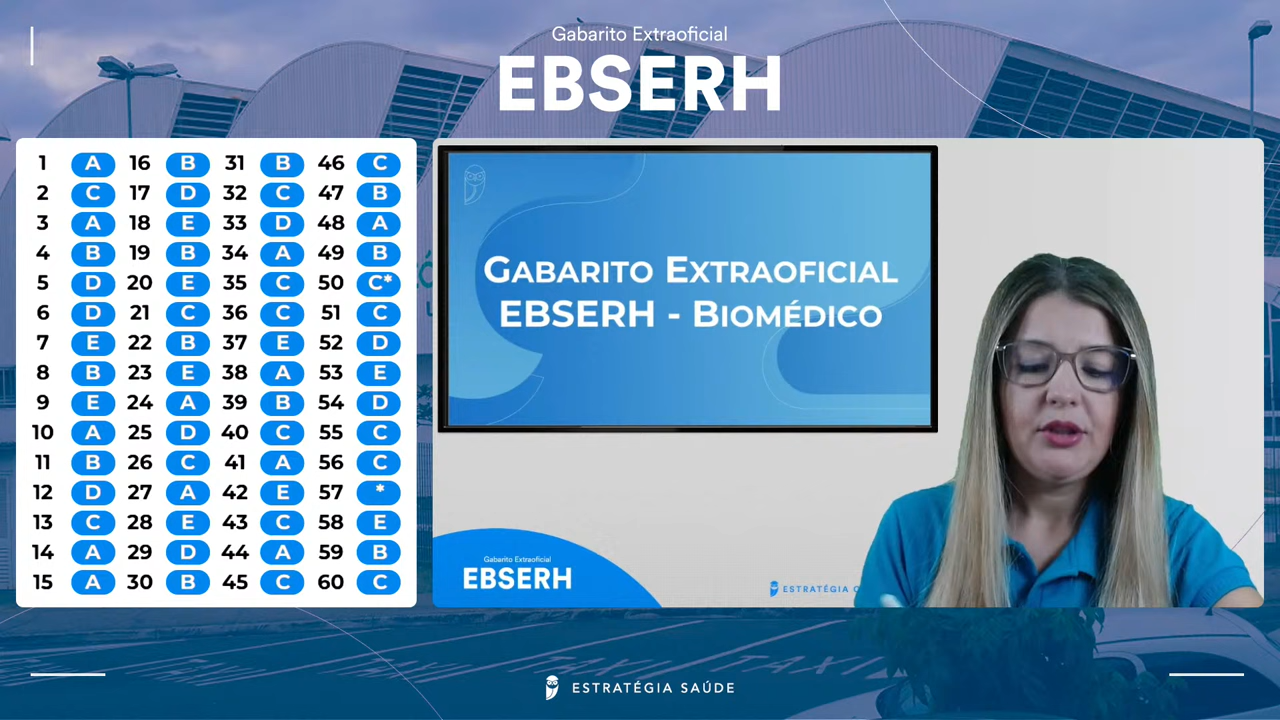 Gabarito Extraoficial
EBSERH
1 A 16 B 31 B 46 C
2 C 17 D 32 C 47 B
3 A 18 E 33 D 48 A
4 B 19 B 34 A 49 B
5 D 20 E 35 C 50 C*
6 D 21 C 36 C 51 C
7 E 22 B 37 E 52 D
8 B 23 E 38 A 53 E
9 E 24 A 39 B 54 D
10 A 25 D 40 C 55 C
11 B 26 C 41 A 56 C
12 D 27 A 42 E 57 *
13 C 28 E 43 C 58 E
14 A 29 D 44 A 59 B
15 A 30 B 45 C 60 C
Gabarito Extraoficial
EBSERH - Biomédico
Gabarito Extraoficial
EBSERH
ESTRATÉGIA
TAXI
ESTRATÉGIA SAÚDE